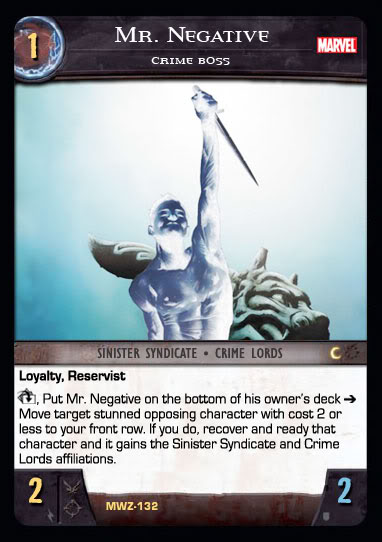 1
Mr. Negative
Crime Boss
MARVEL
Sinister Syndicate • Crime Lords
C
Loyalty, Reservist
, Put Mr. Negative on the bottom of his owner's deck ➔
Move target stunned opposing character with cost 2 or
less to your front row. If you do, recover and ready that
character and it gains the Sinister Syndicate and Crime
Lords affiliations.
2
MWZ-132
2